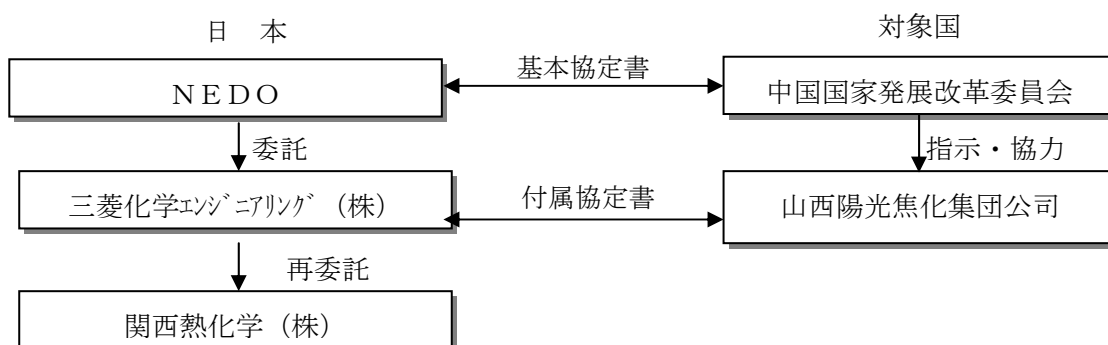 日　本
対象国
ＮＥＤＯ
基本協定書
中国国家発展改革委員会
委託
指示・協力
三菱化学ｴﾝｼﾞﾆｱﾘﾝｸﾞ（株）
付属協定書
山西陽光焦化集団公司
再委託
関西熱化学（株）